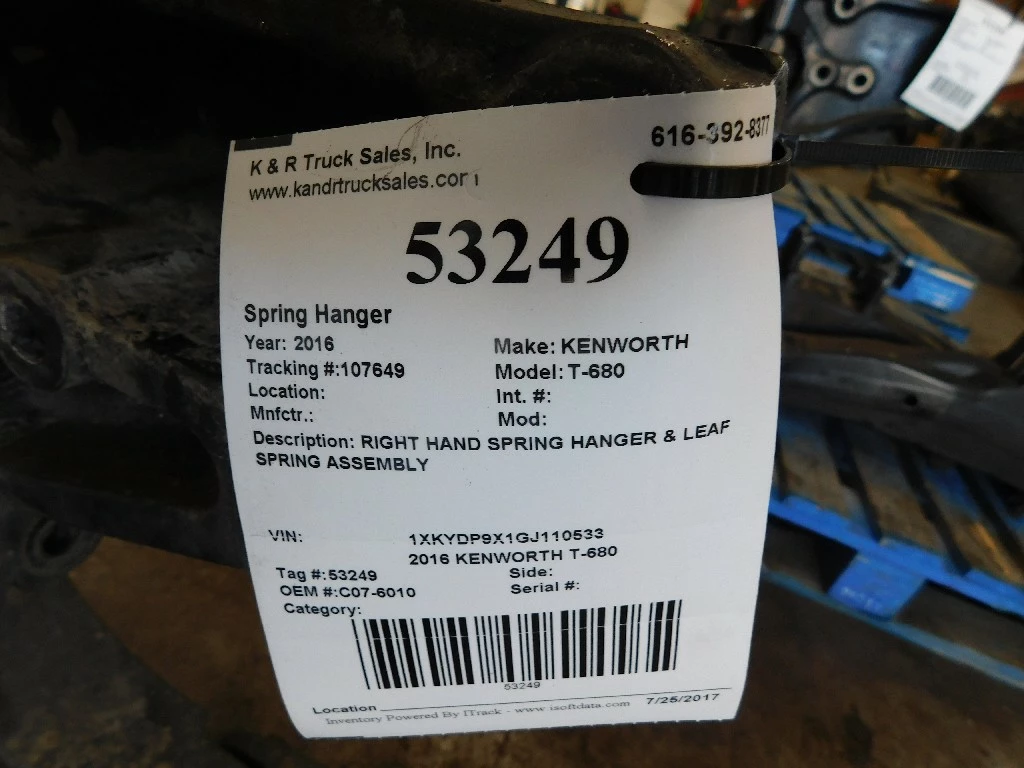 616-392-8377
K & R Truck Sales, Inc.
www.kandrtrucksales.com
53249
Spring Hanger
Year: 2016
Make: KENWORTH
Tracking #:107649
Model: T-680
Location:
Int. #:
Mnfctr.:
Mod:
Description: RIGHT HAND SPRING HANGER & LEAF
SPRING ASSEMBLY
VIN: 1XKYDP9X1GJ110533
2016 KENWORTH T-680
Tag #:53249
Side:
OEM #:C07-6010
Serial #:
Category:
53249
Location 7/25/2017
Inventory Powered By ITrack - www.isoftdata.com